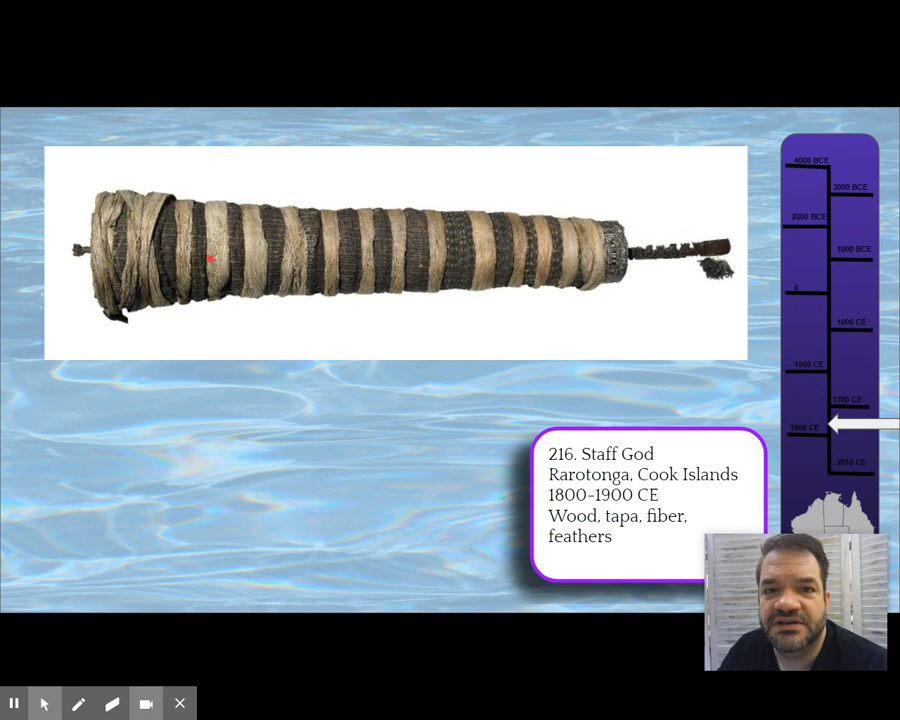 4000 BCE
3000 BCE
2000 BCE
1000 BCE
0
1000 CE
1500 CE
1700 CE
1900 CE
2010 CE
216. Staff God
Rarotonga, Cook Islands
1800-1900 CE
Wood, tapa, fiber,
feathers